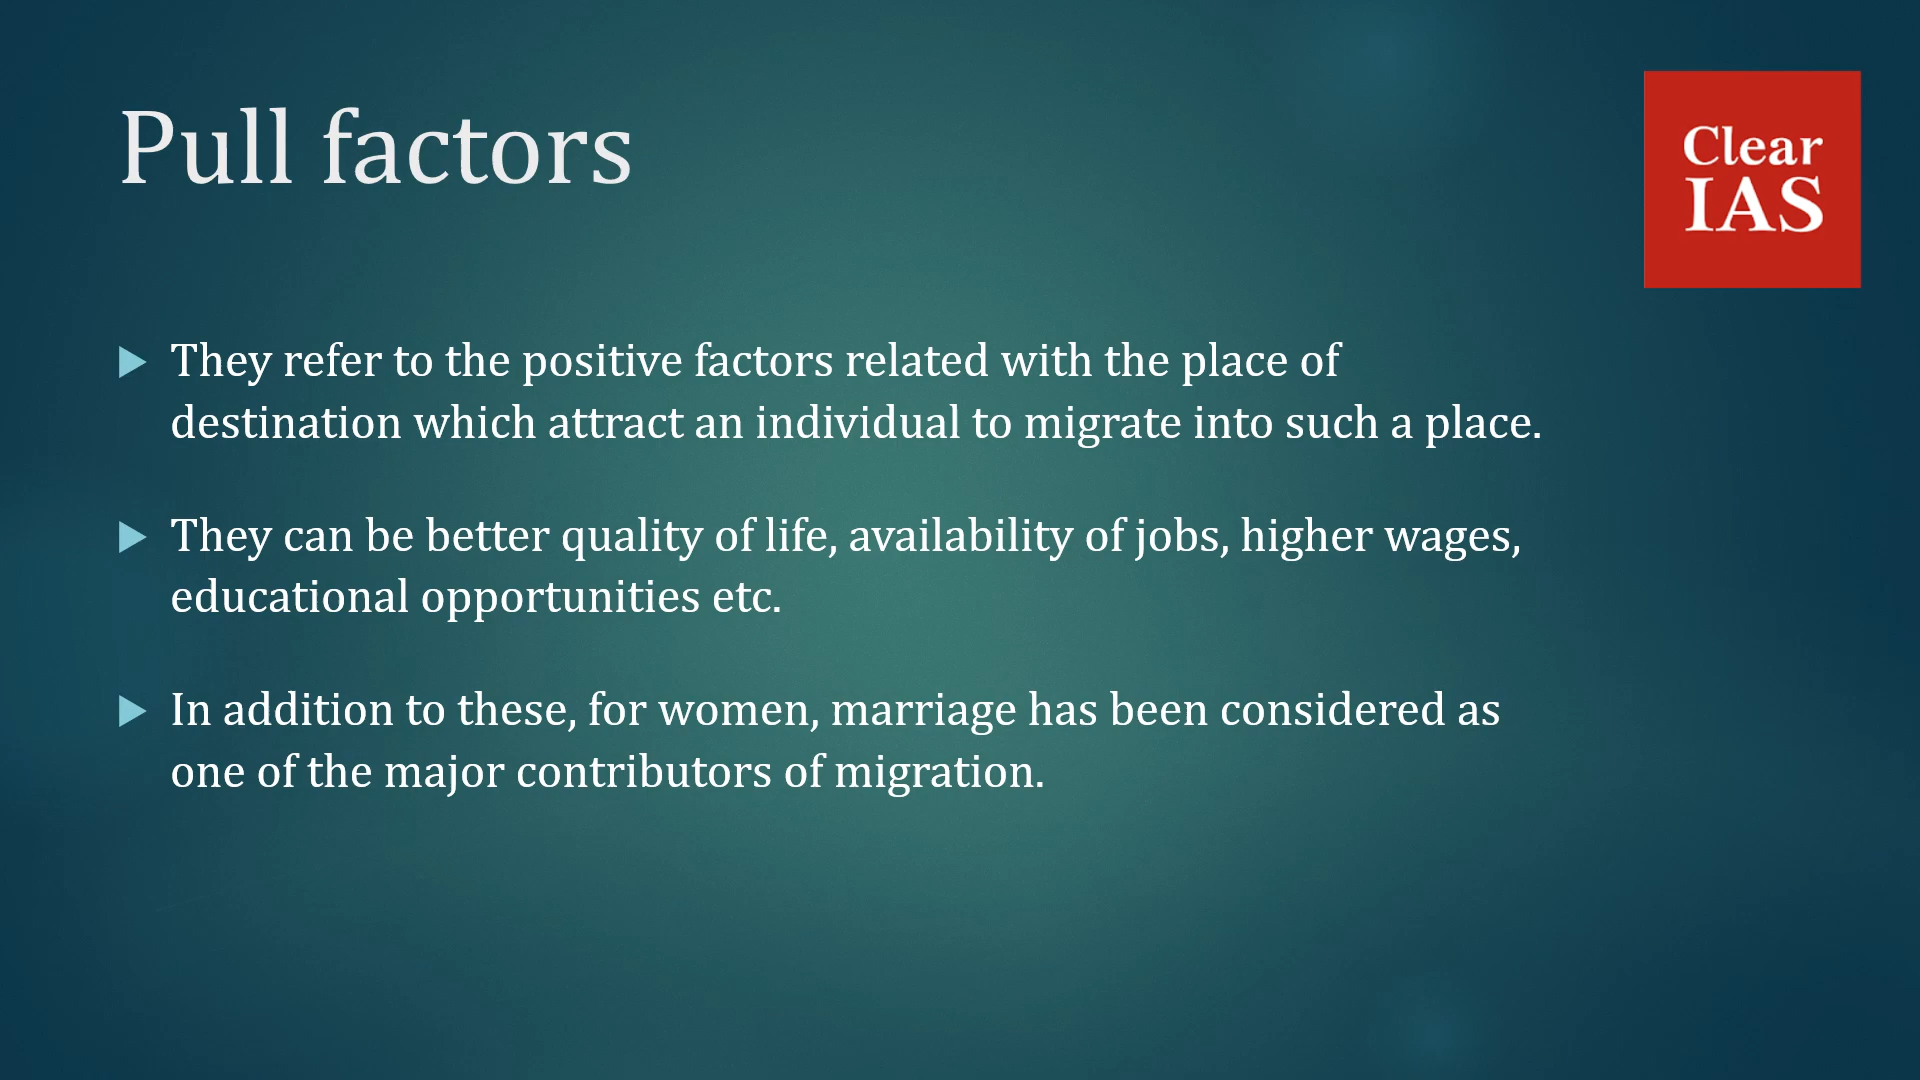 Pull factors
Clear
IAS
They refer to the positive factors related with the place of
destination which attract an individual to migrate into such a place.
They can be better quality of life, availability of jobs, higher wages,
educational opportunities etc.
In addition to these, for women, marriage has been considered as
one of the major contributors of migration.